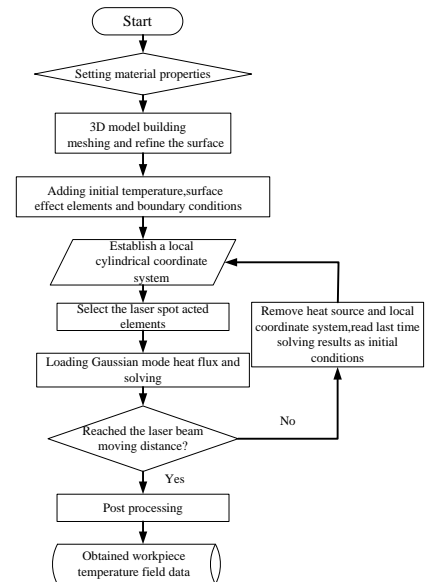 Start
Setting material properties
3D model building
meshing and refine the surface
Adding initial temperature,surface
effect elements and boundary conditions
Establish a local
cylindrical coordinate
system
Select the laser spot acted
elements
Remove heat source and local
coordinate system,read last time
solving results as initial
conditions
Loading Gaussian mode heat flux and
solving
Reached the laser beam
moving distance?
No
Yes
Post processing
Obtained workpiece
temperature field data